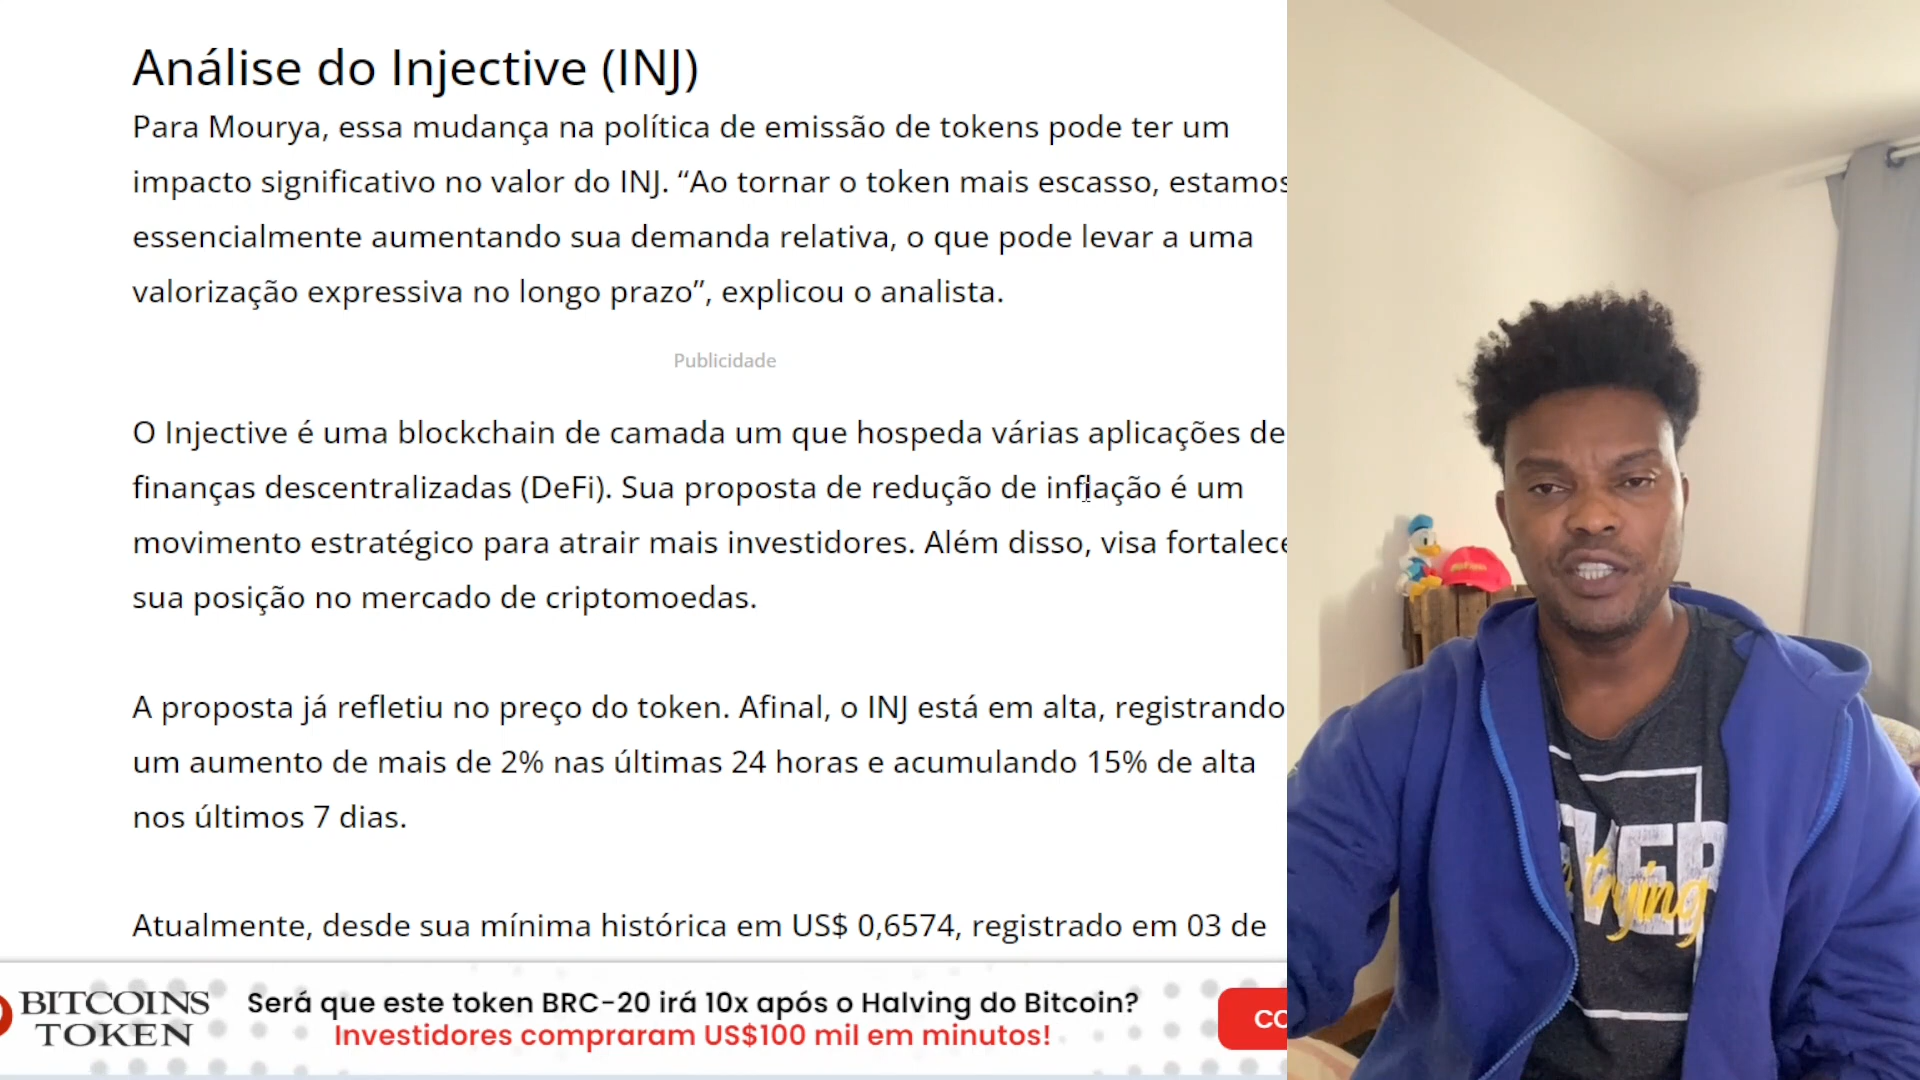 Análise do Injective (INJ)
Para Mourya, essa mudança na política de emissão de tokens pode ter um
impacto significativo no valor do INJ. “Ao tornar o token mais escasso, estamos
essencialmente aumentando sua demanda relativa, o que pode levar a uma
valorização expressiva no longo prazo”, explicou o analista.
Publicidade
O Injective é uma blockchain de camada um que hospeda várias aplicações de
finanças descentralizadas (DeFi). Sua proposta de redução de inflação é um
movimento estratégico para atrair mais investidores. Além disso, visa fortalece
sua posição no mercado de criptomoedas.
A proposta já refletiu no preço do token. Afinal, o INJ está em alta, registrando
um aumento de mais de 2% nas últimas 24 horas e acumulando 15% de alta
nos últimos 7 dias.
Atualmente, desde sua mínima histórica em US$ 0,6574, registrado em 03 de
BITCOINS
TOKEN
Será que este token BRC-20 irá 10x após o Halving do Bitcoin?
Investidores compraram US$100 mil em minutos!
CO
trying